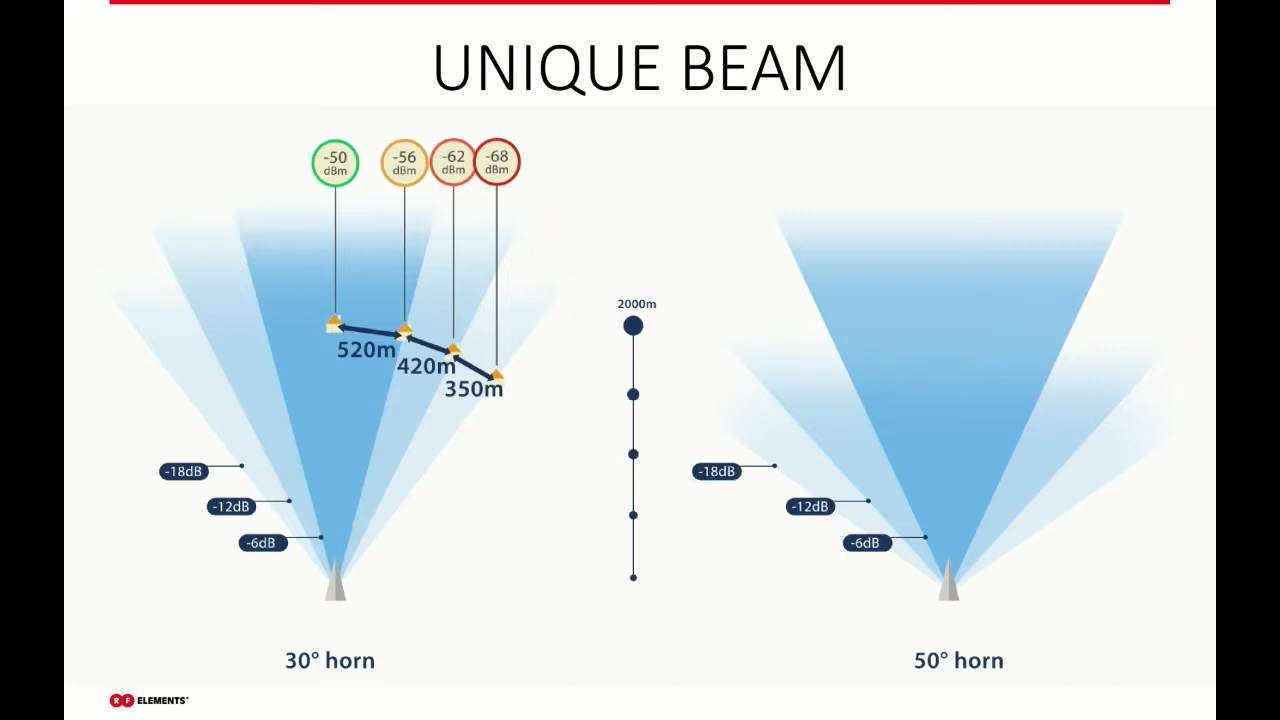 UNIQUE BEAM
-50
dBm
-56
dBm
-62
dBm
-68
dBm
520m
420m
350m
-18dB
-12dB
-6dB
30° horn
2000m
-18dB
-12dB
-6dB
50° horn
RF ELEMENTS®